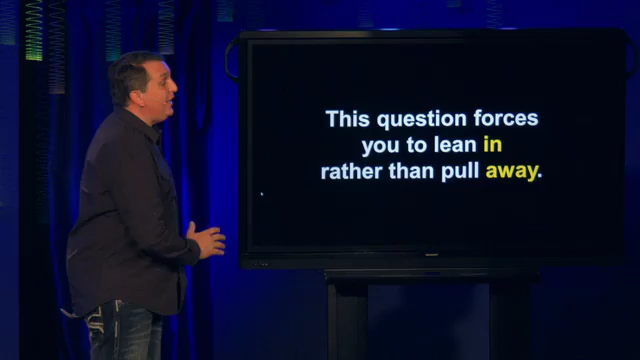 This question forces
you to lean in
rather than pull away.